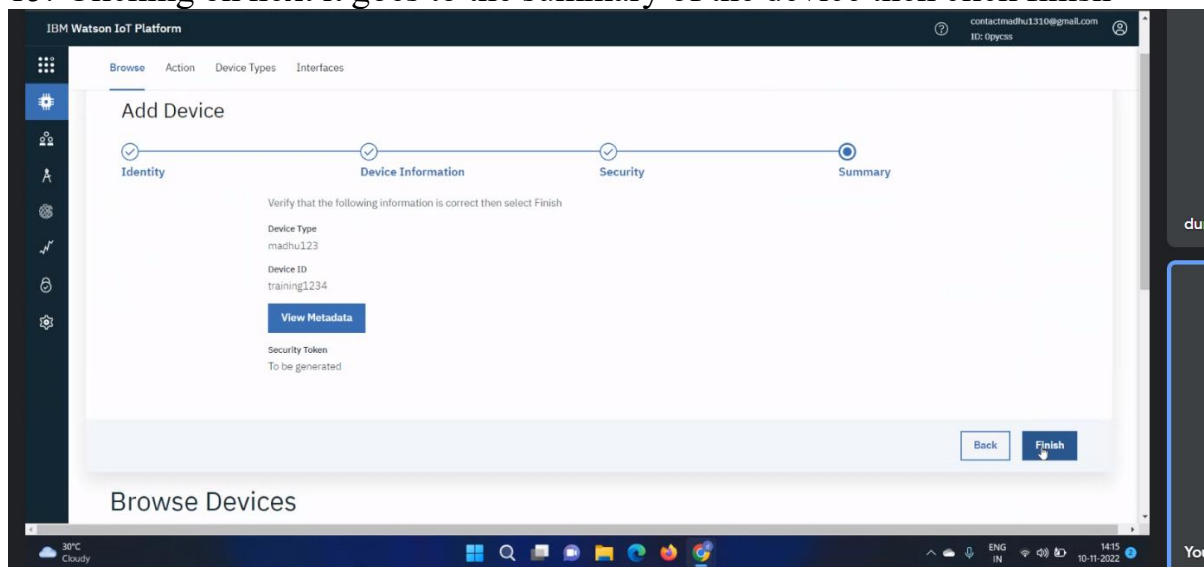 IBM Watson IoT Platform
contactmadhu1310@gmail.com
ID: 0pycss
Browse Action Device Types Interfaces
Add Device
Identity Device Information Security Summary
Verify that the following information is correct then select Finish
Device Type
madhu123
Device ID
training1234
View Metadata
Security Token
To be generated
Back Finish
Browse Devices
30°C
Cloudy
ENG
IN
14:15
10-11-2022
2